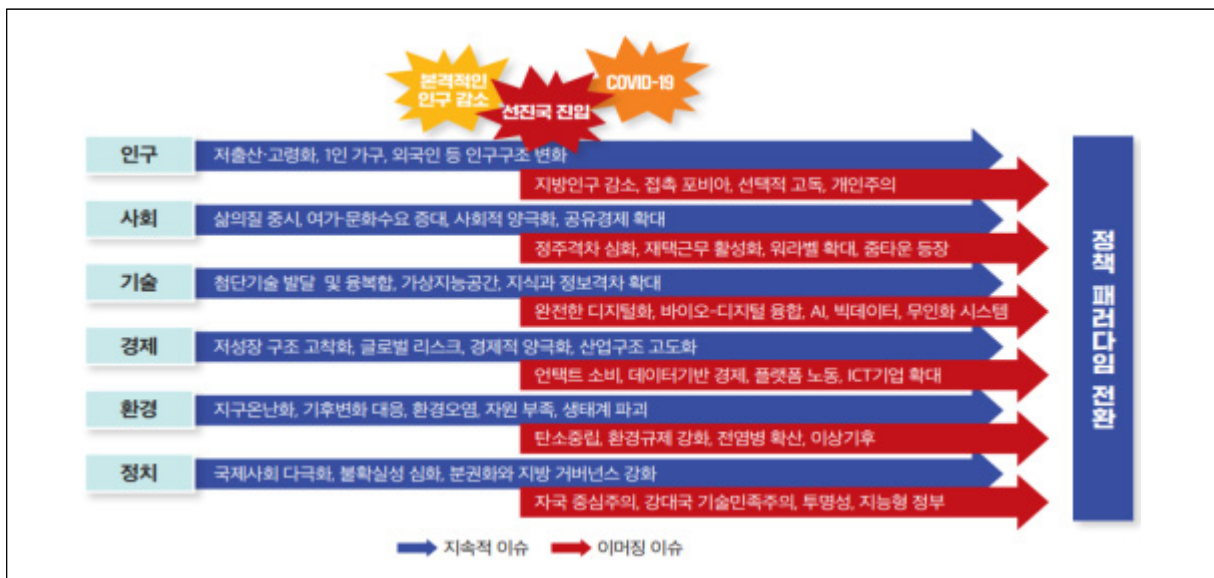 본격적인
인구 감소
선진국 진입
COVID-19
인구
저출산·고령화, 1인 가구, 외국인 등 인구구조 변화
지방인구 감소, 접촉 포비아, 선택적 고독, 개인주의
사회
삶의질 중시, 여가·문화수요 증대, 사회적 양극화, 공유경제 확대
정주격차 심화, 재택근무 활성화, 워라벨 확대, 줌타운 등장
기술
첨단기술 발달 및 융복합, 가상지능공간, 지식과 정보격차 확대
완전한 디지털화, 바이오-디지털 융합, AI, 빅데이터, 무인화 시스템
경제
저성장 구조 고착화, 글로벌 리스크, 경제적 양극화, 산업구조 고도화
언택트 소비, 데이터기반 경제, 플랫폼 노동, ICT기업 확대
환경
지구온난화, 기후변화 대응, 환경오염, 자원 부족, 생태계 파괴
탄소중립, 환경규제 강화, 전염병 확산, 이상기후
정치
국제사회 다극화, 불확실성 심화, 분권화와 지방 거버넌스 강화
자국 중심주의, 강대국 기술민족주의, 투명성, 지능형 정부
정책 패러다임 전환
지속적 이슈
이머징 이슈